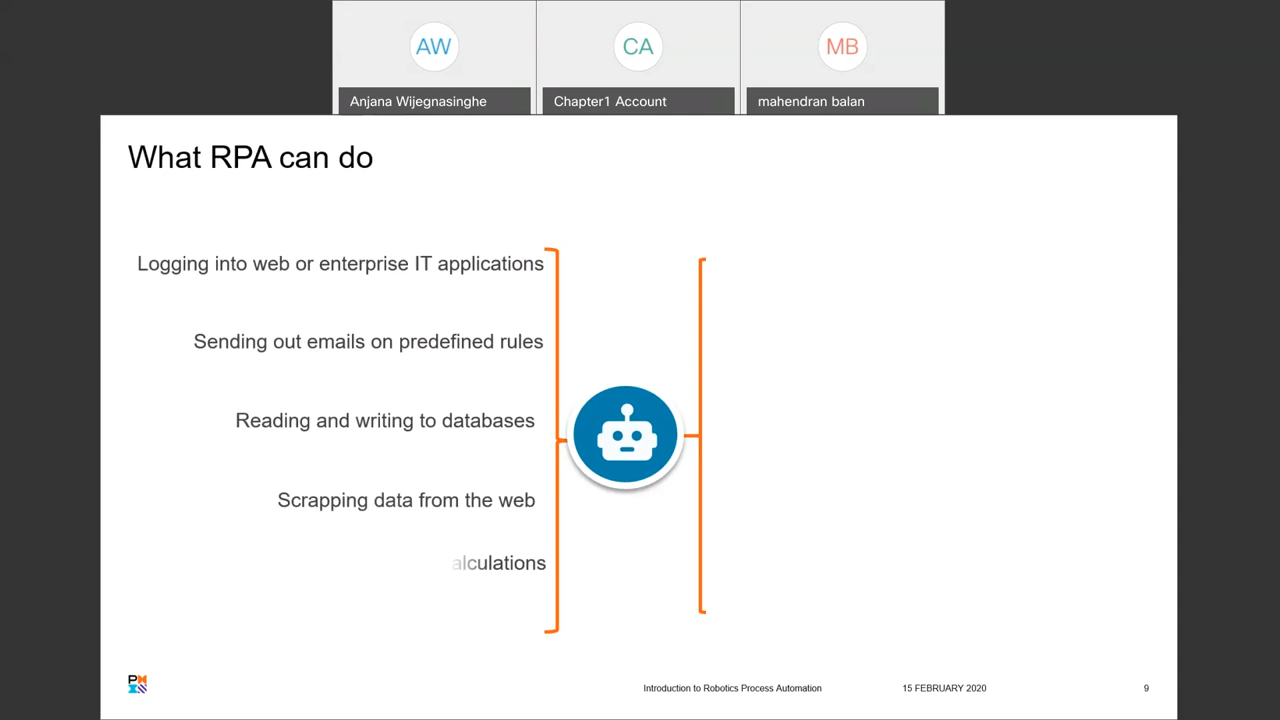 AW
CA
MB
Anjana Wijegnasinghe
Chapter1 Account
mahendran balan
What RPA can do
Logging into web or enterprise IT applications
Sending out emails on predefined rules
Reading and writing to databases
Scrapping data from the web
alculations
Introduction to Robotics Process Automation
15 FEBRUARY 2020
9